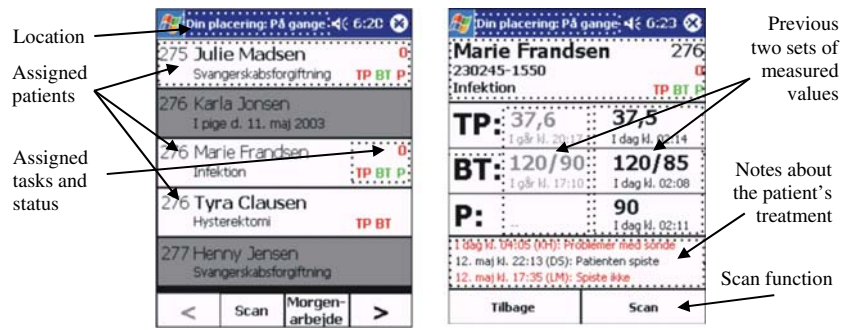 Location
Assigned
patients
Assigned
tasks and
status
Din placering: På gange 6:20
275 Julie Madsen 0
Svangerskabsforgiftning TP BT P
276 Karla Jonsen
I pige d. 11. maj 2003
276 Marie Frandsen 0
Infektion TP BT P
276 Tyra Clausen
Hysterektomi TP BT
277 Henny Jensen
Svangerskabsforgiftning
< Scan Morgen-
arbejde >
Din placering: På gange 6:23
Marie Frandsen 276
230245-1550 0
Infektion TP BT P
TP: 37,6 37,5
I går kl. 20:17 I dag kl. 02:14
BT: 120/90 120/85
I går kl. 17:10 I dag kl. 02:08
P: .. 90
I dag kl. 02:11
I dag kl. 04:05 (KH): Problemer med sonde
12. maj kl. 22:13 (DS): Patienten spiste
12. maj kl. 17:35 (LM): Spiste ikke
Tilbage Scan
Previous
two sets of
measured
values
Notes about
the patient's
treatment
Scan function